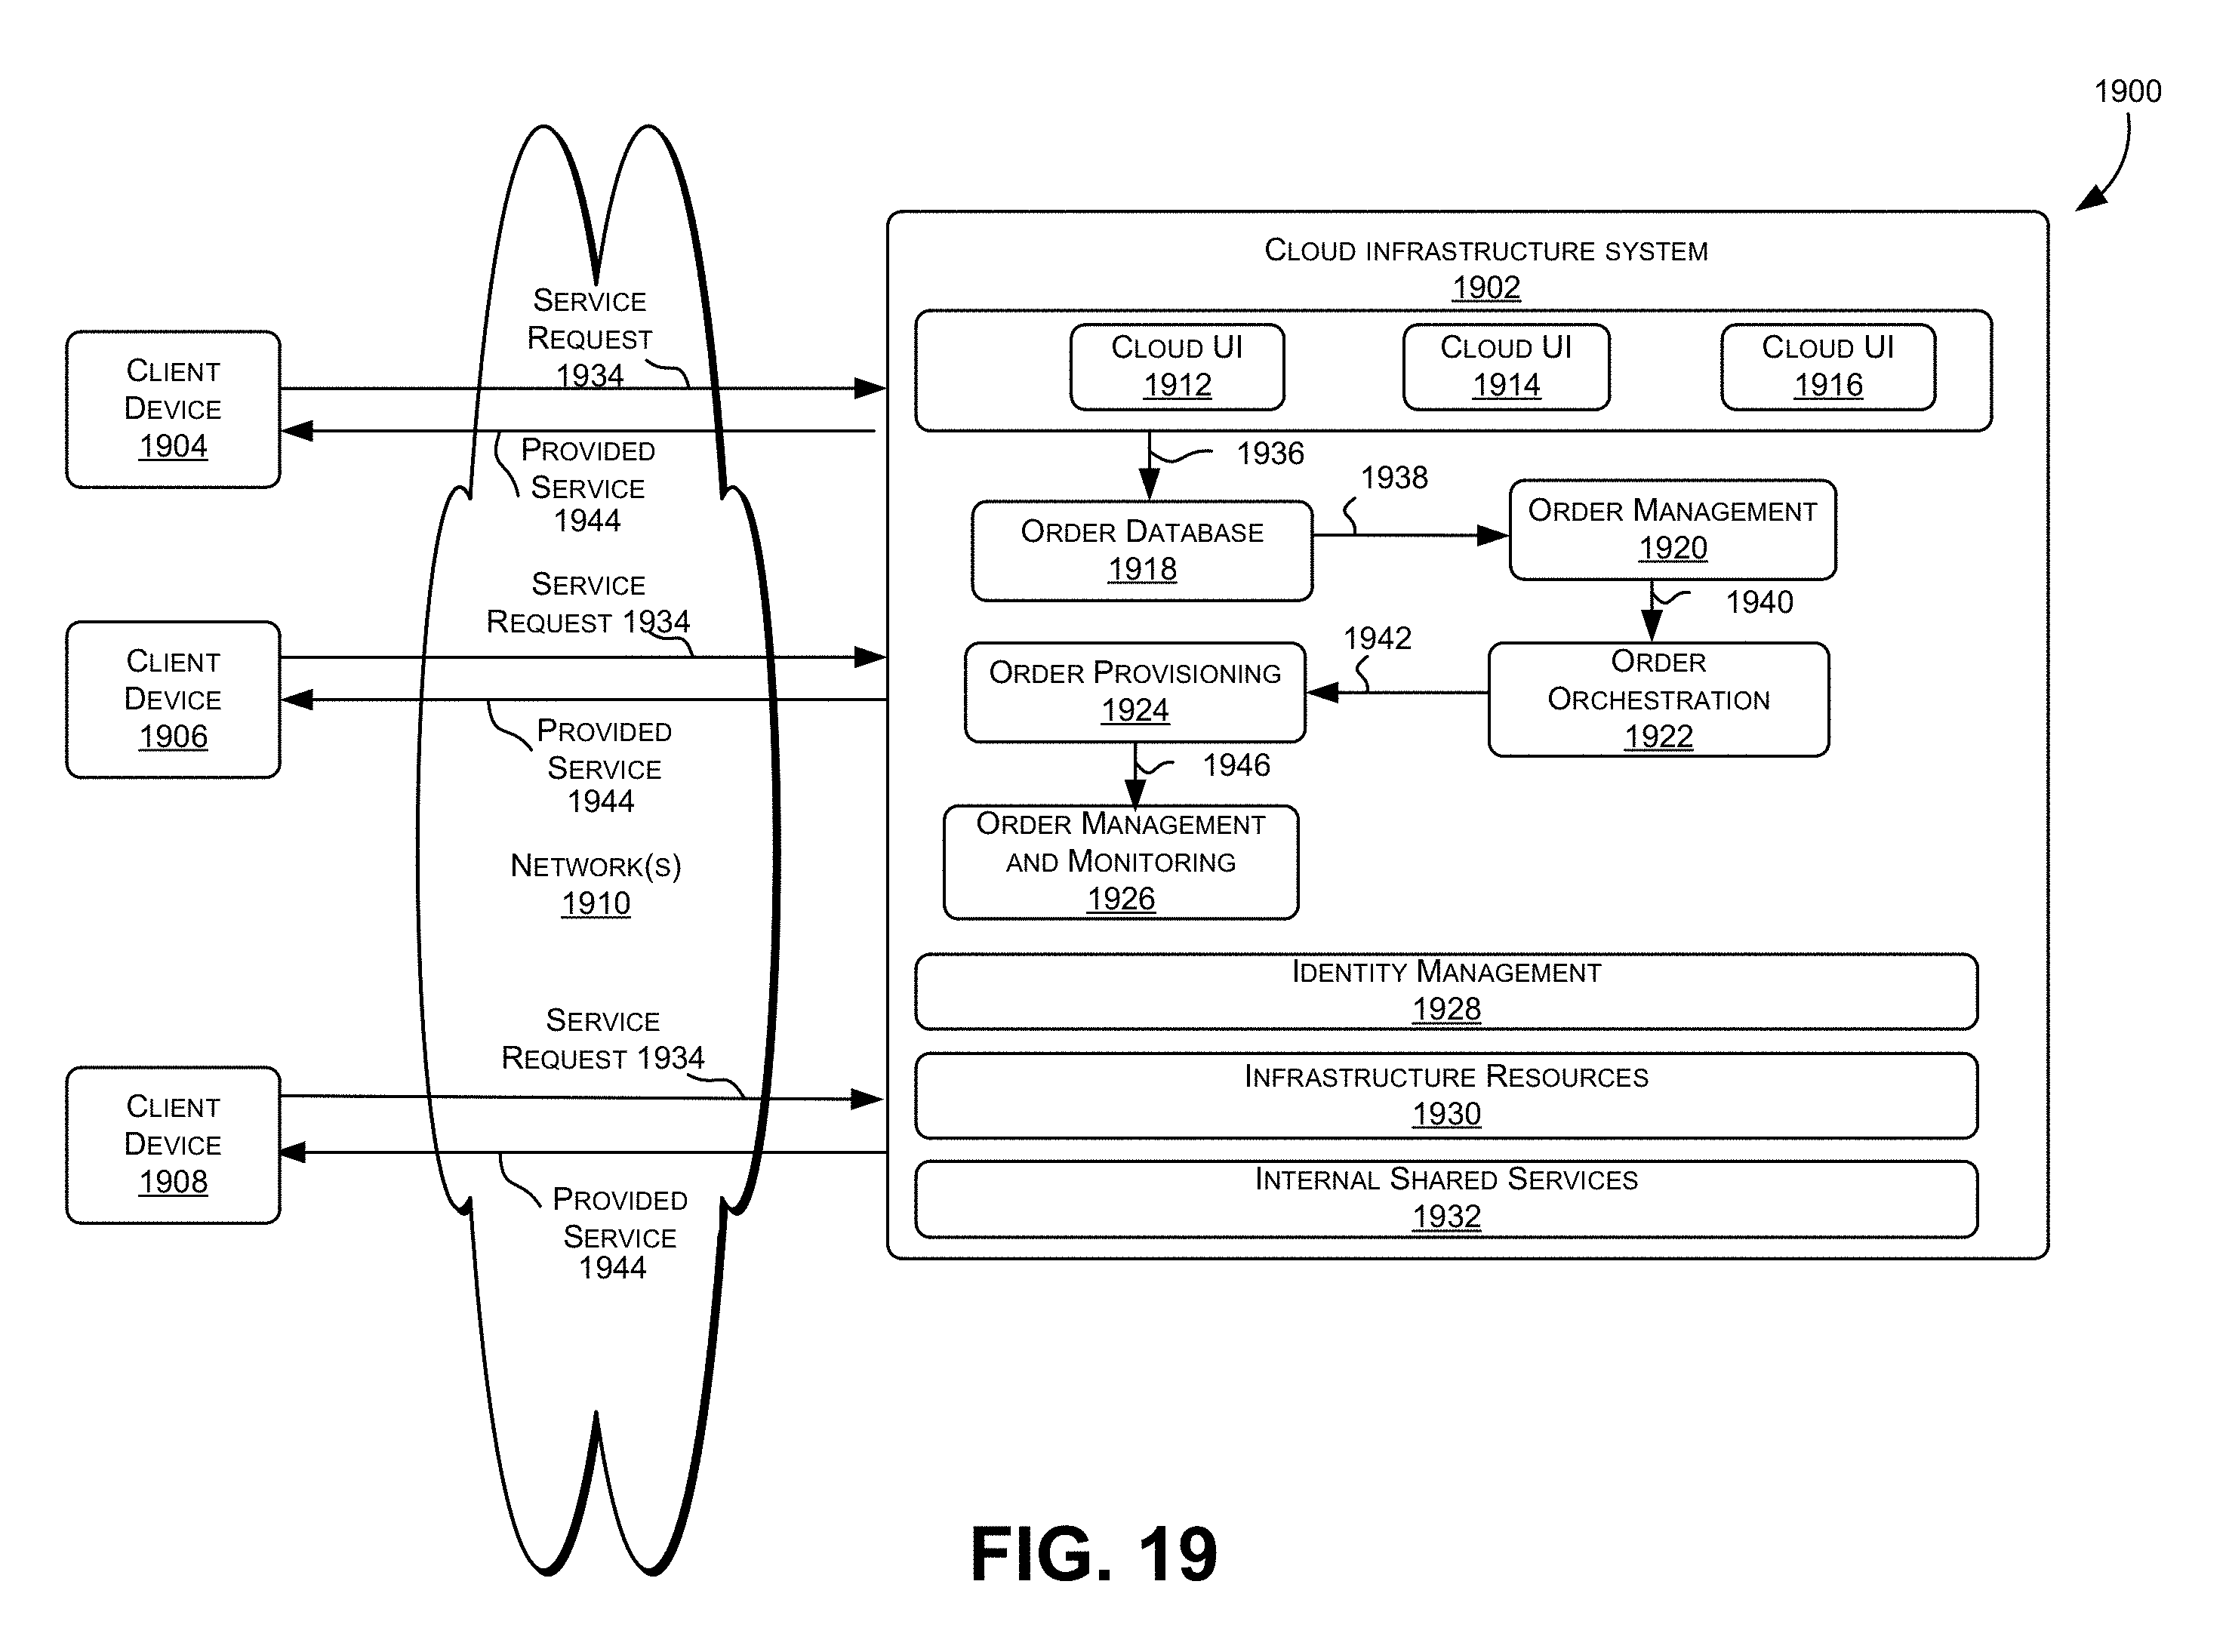 1900
CLOUD INFRASTRUCTURE SYSTEM
1902
CLOUD UI
1912
CLOUD UI
1914
CLOUD UI
1916
SERVICE
REQUEST
1934
CLIENT
DEVICE
1904
PROVIDED
SERVICE
1944
1936
1938
ORDER DATABASE
1918
ORDER MANAGEMENT
1920
1940
SERVICE
REQUEST 1934
CLIENT
DEVICE
1906
PROVIDED
SERVICE
1944
ORDER PROVISIONING
1924
1942
ORDER
ORCHESTRATION
1922
1946
ORDER MANAGEMENT
AND MONITORING
1926
NETWORK(S)
1910
IDENTITY MANAGEMENT
1928
SERVICE
REQUEST 1934
CLIENT
DEVICE
1908
PROVIDED
SERVICE
1944
INFRASTRUCTURE RESOURCES
1930
INTERNAL SHARED SERVICES
1932
FIG. 19